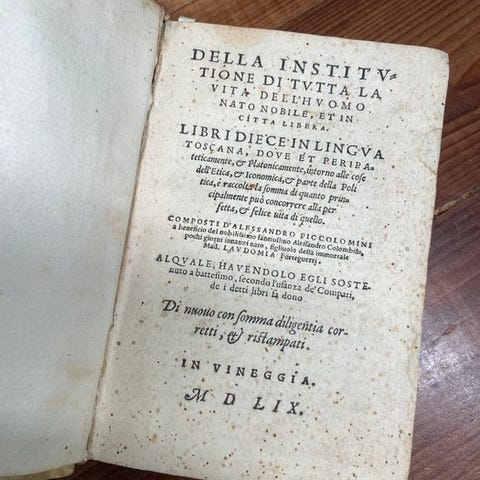 DELLA INSTITV-
TIONE DI TVTTA LA
VITA DELL'HVOMO
NATO NOBILE, ET IN
CITTA LIBERA.
LIBRI DIECE IN LINGVA
TOSCANA, DOVE ET PERIPA-
teticamente, & Platonicamente, intorno alle cose
dell'Etica, & Iconomica, & parte della Poli
tica, è raccolta la somma di quanto prin-
cipalmente può concorrere alla per
fetta, & felice uita di quello.
COMPOSTI D'ALESSANDRO PICCOLOMINI
a beneficio del nobilissimo fanciullino Alessandro Colombini,
pochi giorni innanzi nato, figliuolo della immortale
Mad. LAVDOMIA Forteguerri.
ALQVALE, HAVENDOLO EGLI SOSTE-
nuto a battesimo, secondo l'usanza de' Compari,
de i detti libri fa dono.
Di nuouo con somma diligentia cor-
retti, & ristampati.
IN VINEGGIA.
M D LIX.